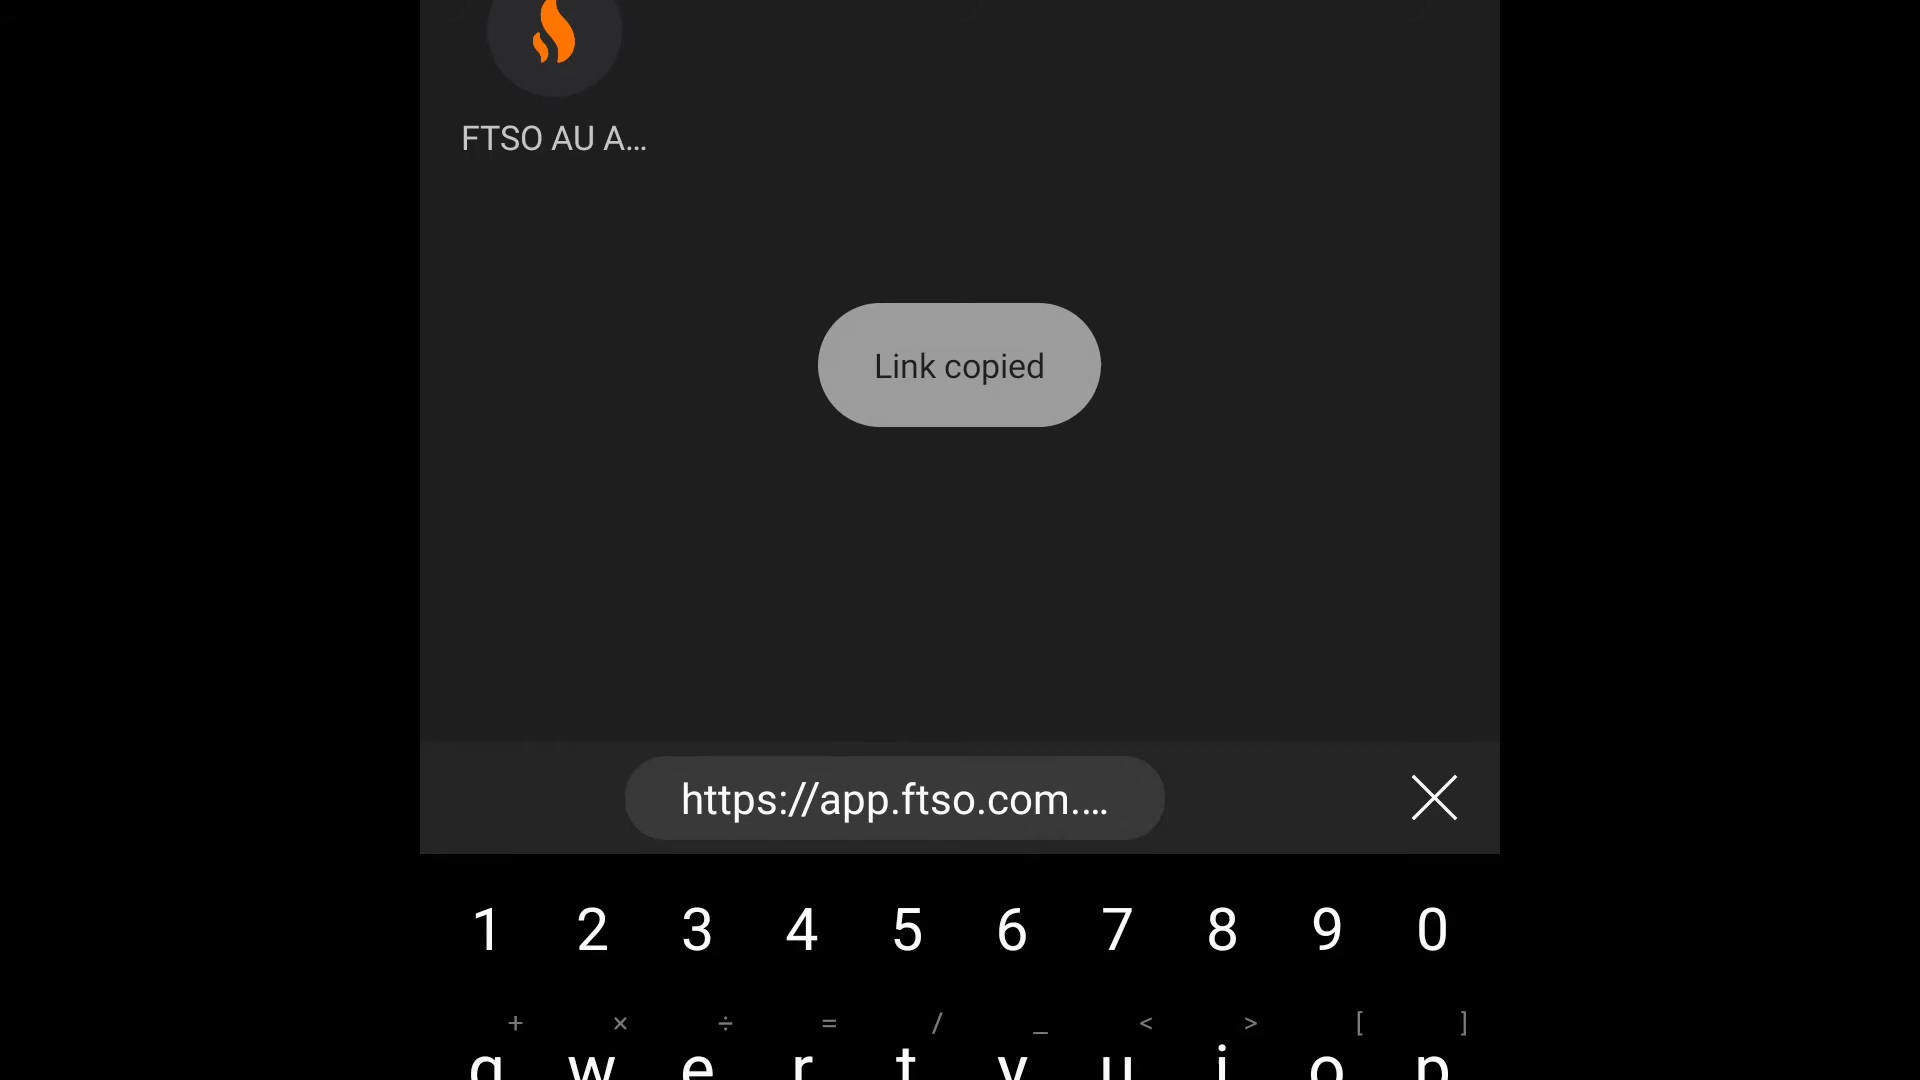 FTSO AU A...
Link copied
https://app.ftso.com....
1 2 3 4 5 6 7 8 9 0
+ × ÷ = / _ < > [ ]
q w e r t y u i o p